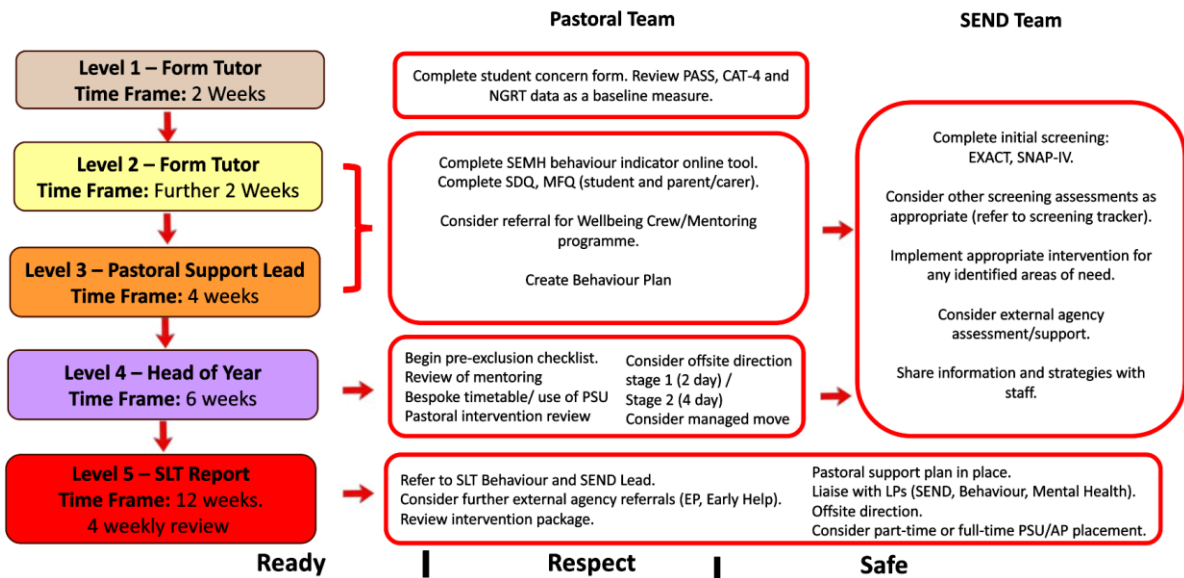 Pastoral Team
SEND Team
Level 1 – Form Tutor
Time Frame: 2 Weeks
Complete student concern form. Review PASS, CAT-4 and
NGRT data as a baseline measure.
Level 2 – Form Tutor
Time Frame: Further 2 Weeks
Level 3 – Pastoral Support Lead
Time Frame: 4 weeks
Complete SEMH behaviour indicator online tool.
Complete SDQ, MFQ (student and parent/carer).
Consider referral for Wellbeing Crew/Mentoring
programme.
Create Behaviour Plan
Complete initial screening:
EXACT, SNAP-IV.
Consider other screening assessments as
appropriate (refer to screening tracker).
Implement appropriate intervention for
any identified areas of need.
Consider external agency
assessment/support.
Share information and strategies with
staff.
Level 4 – Head of Year
Time Frame: 6 weeks
Begin pre-exclusion checklist.
Review of mentoring
Bespoke timetable/ use of PSU
Pastoral intervention review
Consider offsite direction
stage 1 (2 day) /
Stage 2 (4 day)
Consider managed move
Level 5 – SLT Report
Time Frame: 12 weeks.
4 weekly review
Refer to SLT Behaviour and SEND Lead.
Consider further external agency referrals (EP, Early Help).
Review intervention package.
Pastoral support plan in place.
Liaise with LPs (SEND, Behaviour, Mental Health).
Offsite direction.
Consider part-time or full-time PSU/AP placement.
Ready | Respect | Safe